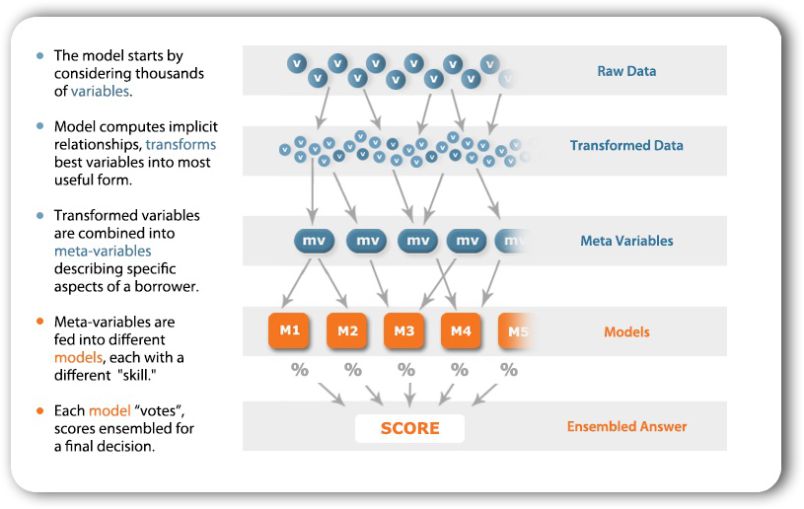 The model starts by
considering thousands
of variables.
Model computes implicit
relationships, transforms
best variables into most
useful form.
Transformed variables
are combined into
meta-variables
describing specific
aspects of a borrower.
Meta-variables are
fed into different
models, each with a
different "skill."
Each model “votes”,
scores ensembled for
a final decision.
v v v v v v v v v v v
Raw Data
v v v v v v v v v v v v v v v v v v v v v v v v v v
Transformed Data
mv mv mv mv mv
Meta Variables
M1 M2 M3 M4 M5
Models
% % % % %
SCORE
Ensembled Answer